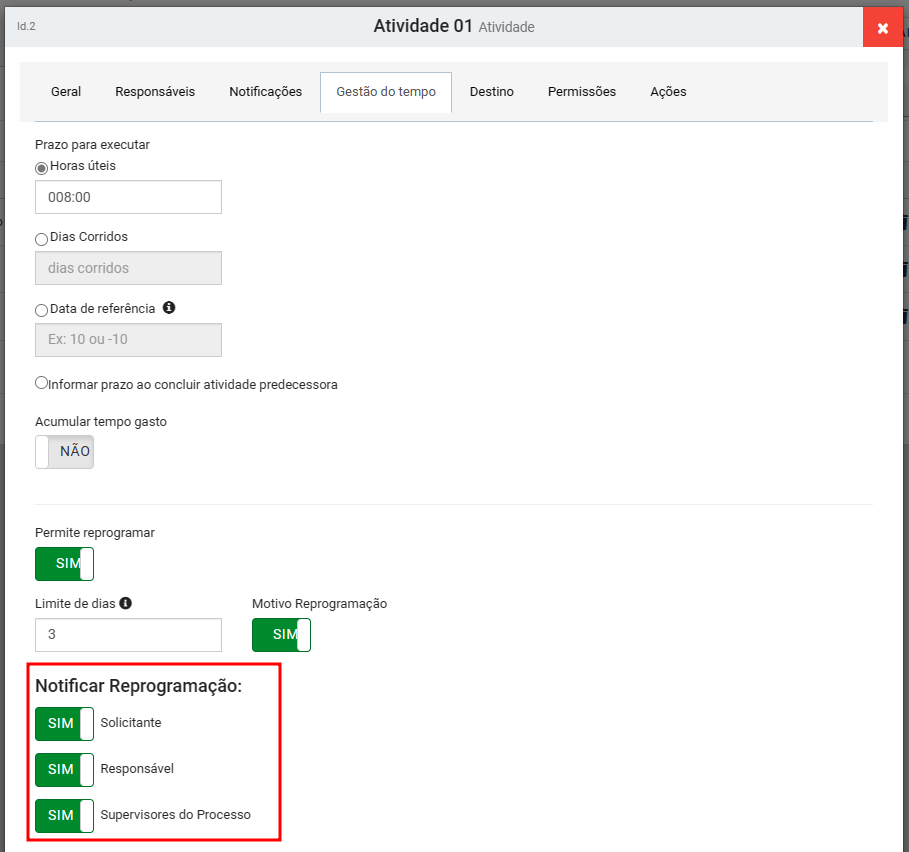 Id.2
Atividade 01 Atividade
Geral Responsáveis Notificações Gestão do tempo Destino Permissões Ações
Prazo para executar
Horas úteis
008:00
Dias Corridos
dias corridos
Data de referência
Ex: 10 ou -10
Informar prazo ao concluir atividade predecessora
Acumular tempo gasto
NÃO
Permite reprogramar
SIM
Limite de dias Motivo Reprogramação
3 SIM
Notificar Reprogramação:
SIM Solicitante
SIM Responsável
SIM Supervisores do Processo